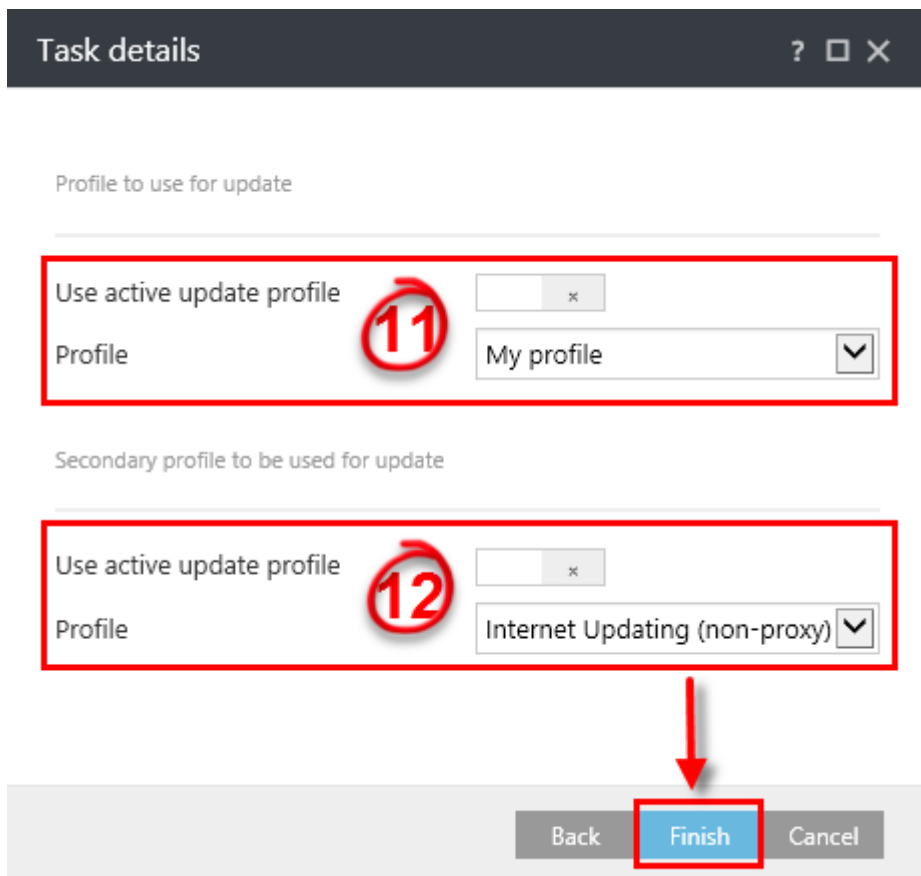 Task details ?
Profile to use for update
Use active update profile x
11
Profile My profile
Secondary profile to be used for update
Use active update profile x
12
Profile Internet Updating (non-proxy)
Back Finish Cancel